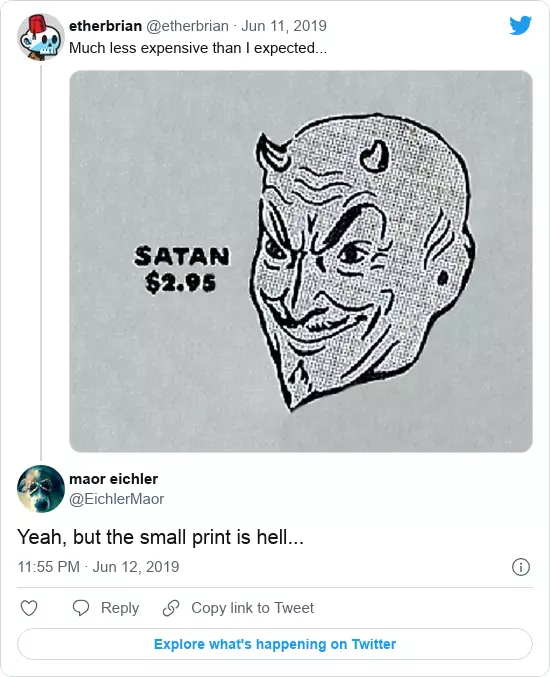 etherbrian @etherbrian · Jun 11, 2019
Much less expensive than I expected...
SATAN
$2.95
maor eichler
@EichlerMaor
Yeah, but the small print is hell...
11:55 PM · Jun 12, 2019
Reply
Copy link to Tweet
Explore what's happening on Twitter